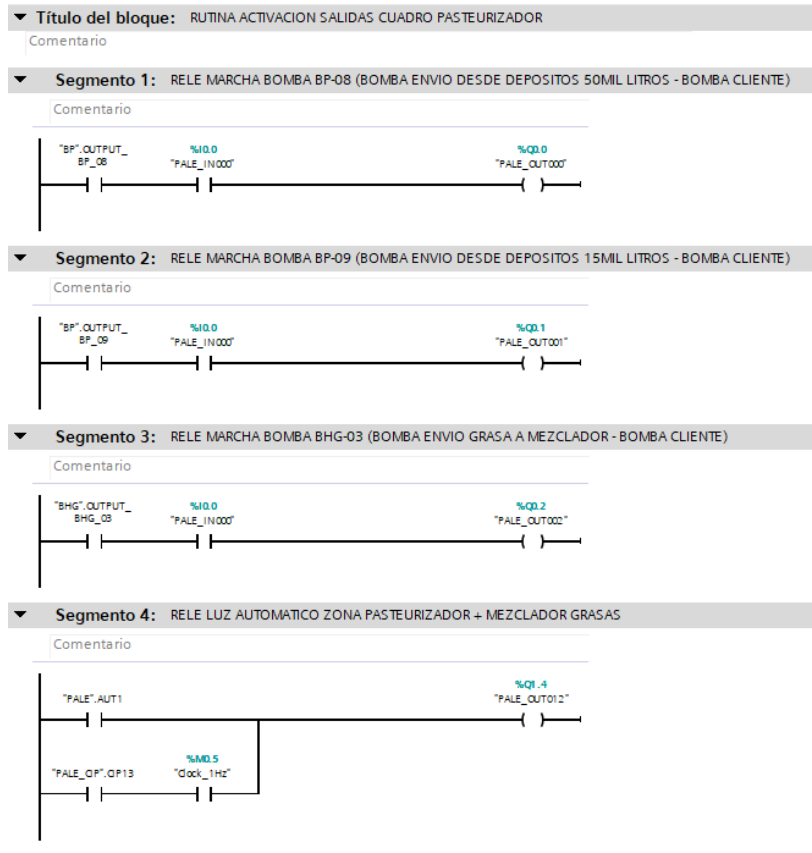 Título del bloque: RUTINA ACTIVACION SALIDAS CUADRO PASTEURIZADOR
Comentario
Segmento 1: RELE MARCHA BOMBA BP-08 (BOMBA ENVIO DESDE DEPOSITOS 50MIL LITROS - BOMBA CLIENTE)
Comentario
"BP".OUTPUT_ %I0.0 %Q0.0
BP_08 "PALE_IN000" "PALE_OUT000"
Segmento 2: RELE MARCHA BOMBA BP-09 (BOMBA ENVIO DESDE DEPOSITOS 15MIL LITROS - BOMBA CLIENTE)
Comentario
"BP".OUTPUT_ %I0.0 %Q0.1
BP_09 "PALE_IN000" "PALE_OUT001"
Segmento 3: RELE MARCHA BOMBA BHG-03 (BOMBA ENVIO GRASA A MEZCLADOR - BOMBA CLIENTE)
Comentario
"BHG".OUTPUT_ %I0.0 %Q0.2
BHG_03 "PALE_IN000" "PALE_OUT002"
Segmento 4: RELE LUZ AUTOMATICO ZONA PASTEURIZADOR + MEZCLADOR GRASAS
Comentario
%Q1.4
"PALE".AUT1 "PALE_OUT012"
%M0.5
"PALE_CIP".CIP13 "Clock_1Hz"